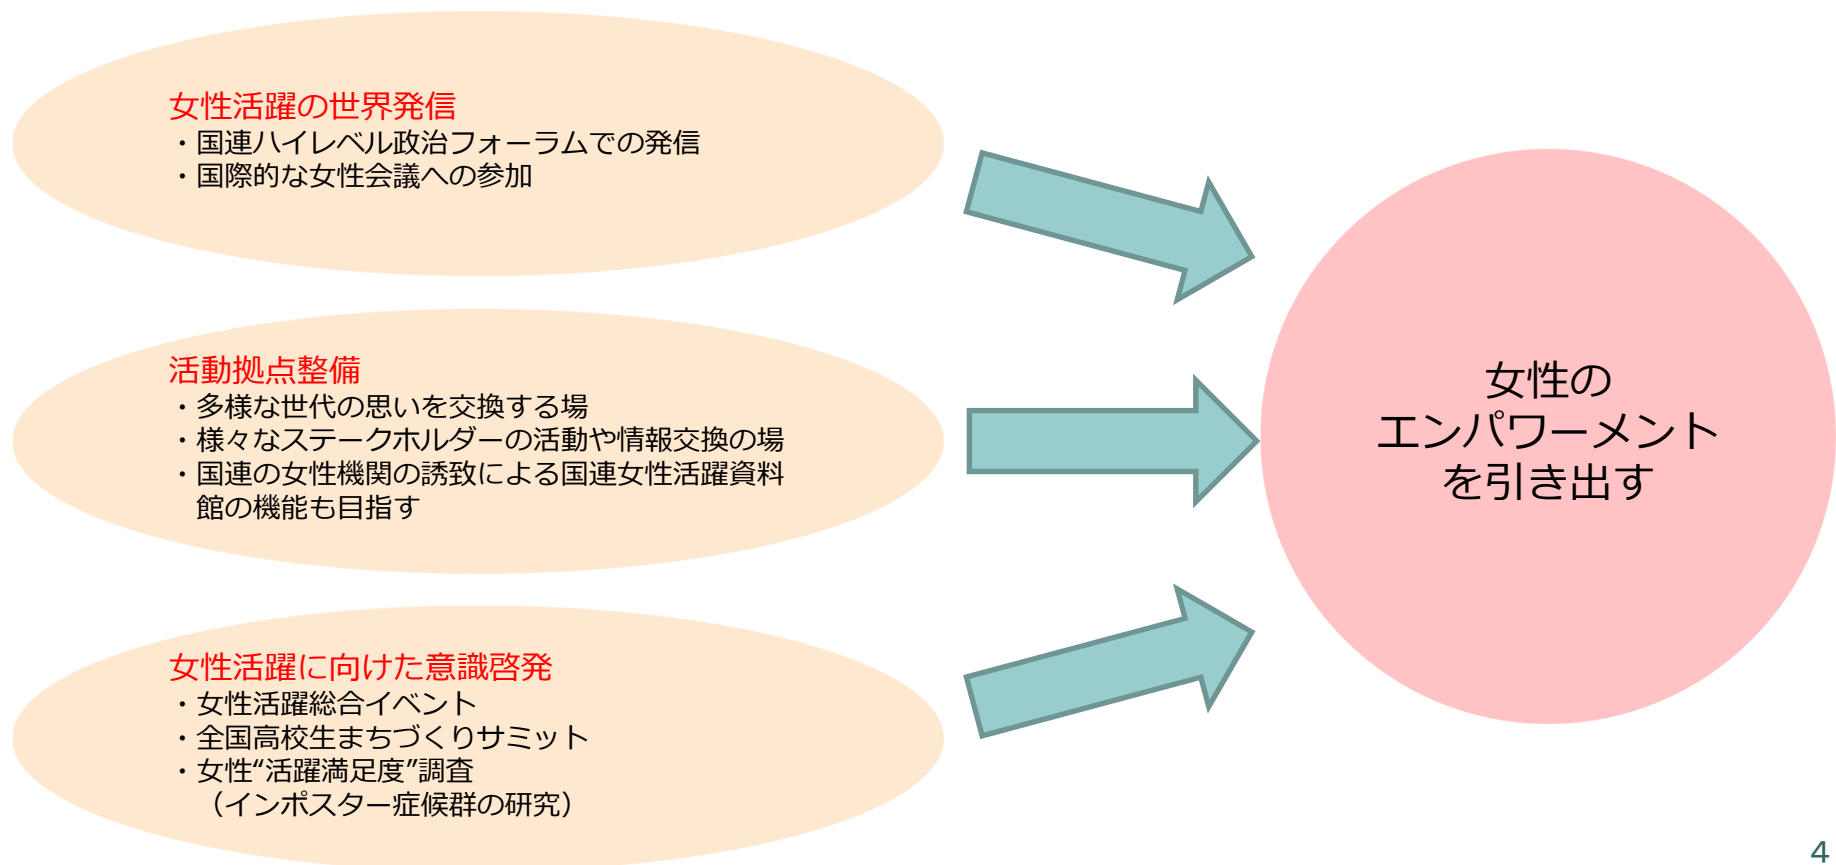 女性活躍の世界発信
・国連ハイレベル政治フォーラムでの発信
・国際的な女性会議への参加
活動拠点整備
・多様な世代の思いを交換する場
・様々なステークホルダーの活動や情報交換の場
・国連の女性機関の誘致による国連女性活躍資料
館の機能も目指す
女性活躍に向けた意識啓発
・女性活躍総合イベント
・全国高校生まちづくりサミット
・女性“活躍満足度”調査
（インポスター症候群の研究）
女性の
エンパワーメント
を引き出す
4